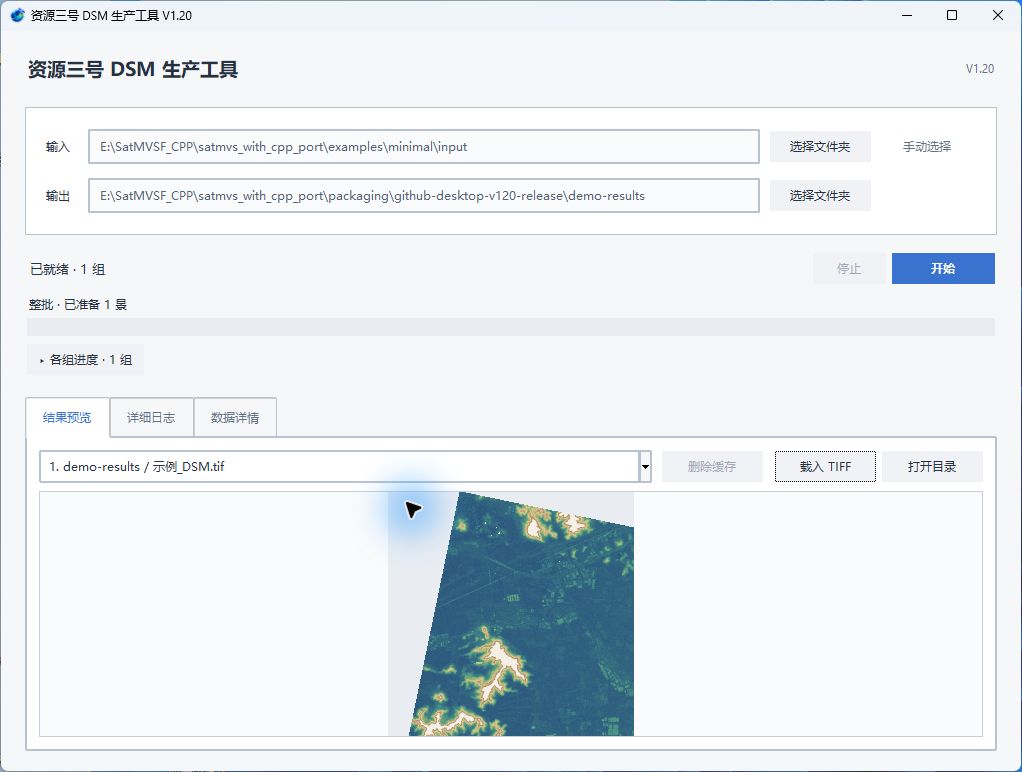 资源三号 DSM 生产工具 V1.20
资源三号 DSM 生产工具
V1.20
输入 E:\SatMVSF_CPP\satmvs_with_cpp_port\examples\minimal\input 选择文件夹 手动选择
输出 E:\SatMVSF_CPP\satmvs_with_cpp_port\packaging\github-desktop-v120-release\demo-results 选择文件夹
已就绪 · 1 组 停止 开始
整批 · 已准备 1 景
各组进度 · 1 组
结果预览 详细日志 数据详情
1. demo-results / 示例_DSM.tif 删除缓存 载入 TIFF 打开目录